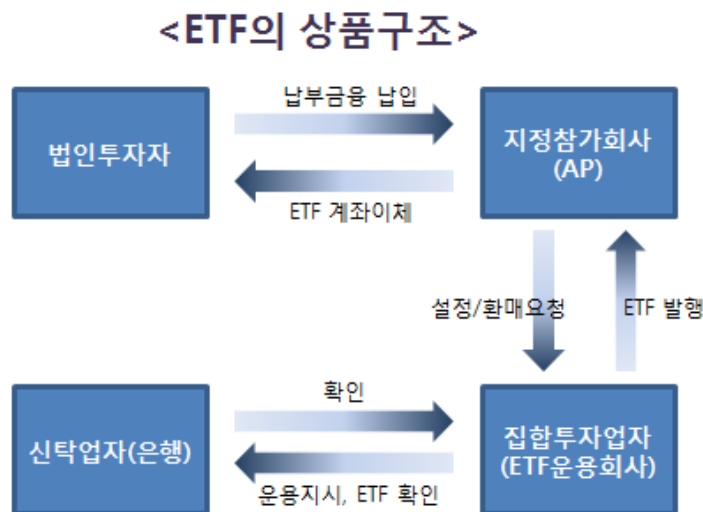 <ETF의 상품구조>
납부금융 납입
법인투자자
지정참가회사
(AP)
ETF 계좌이체
설정/환매요청
ETF 발행
확인
신탁업자(은행)
집합투자업자
(ETF운용회사)
운용지시, ETF 확인